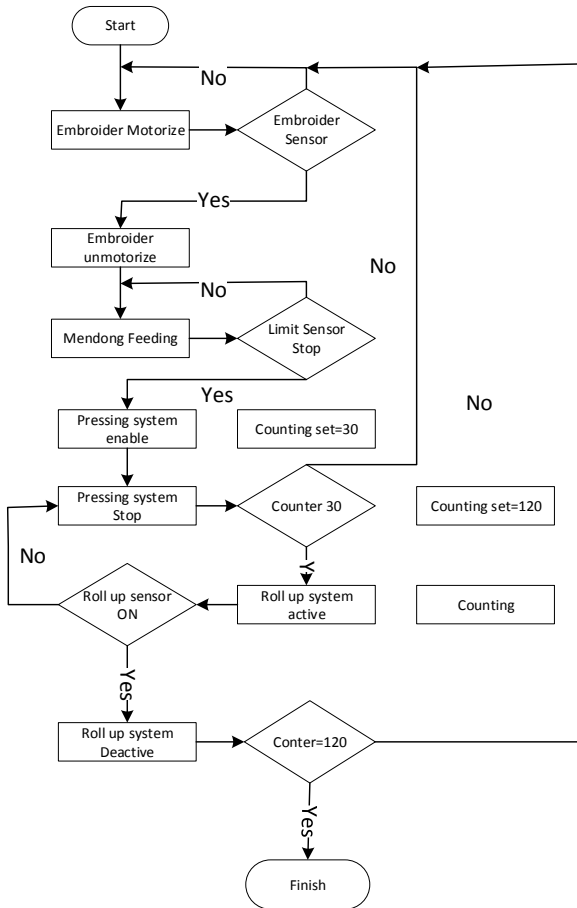 Start
No
Embroider Motorize
Embroider
Sensor
Yes
Embroider
unmotorize
No
No
Mendong Feeding
Limit Sensor
Stop
Yes
No
Pressing system
enable
Counting set=30
Pressing system
Stop
Counter 30
Counting set=120
No
Y
Roll up sensor
ON
Roll up system
active
Counting
Yes
Roll up system
Deactive
Conter=120
Yes
Finish